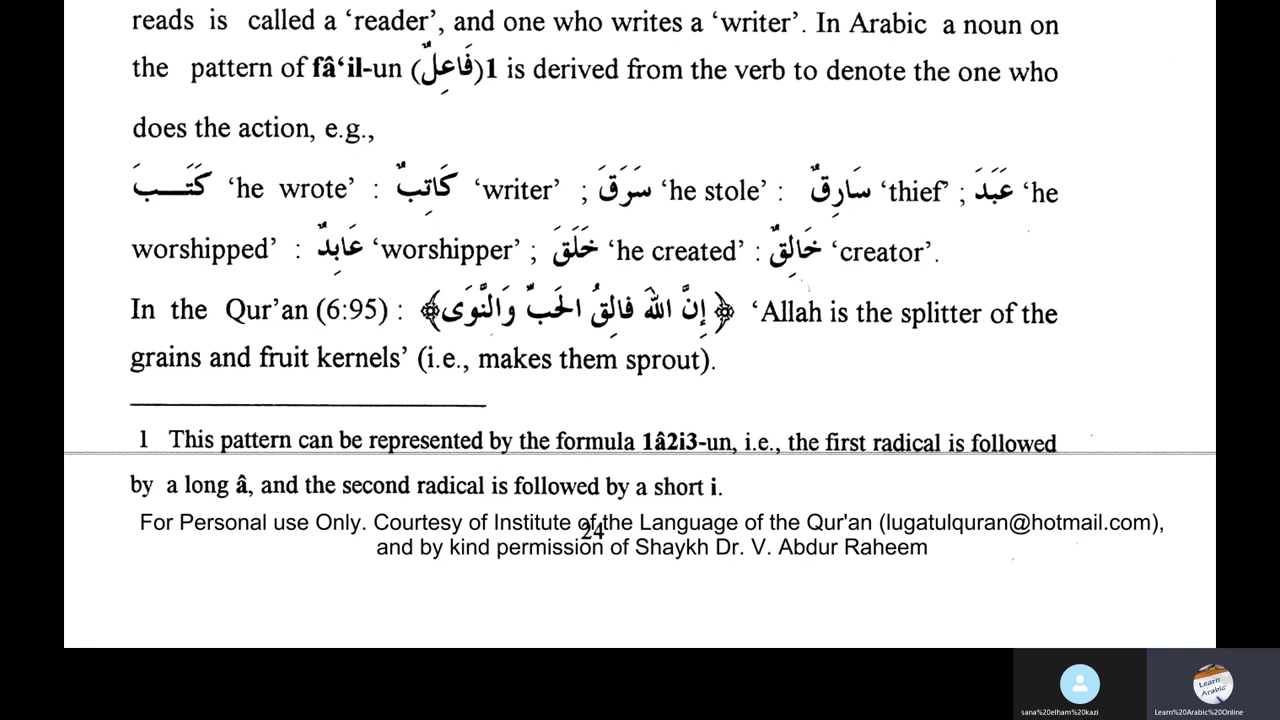 reads is called a ‘reader’, and one who writes a ‘writer’. In Arabic a noun on
the pattern of fâ‘il-un (فَاعِلٌ)1 is derived from the verb to denote the one who
does the action, e.g.,
كَتَـــبَ ‘he wrote’ : كَاتِبٌ ‘writer’ ; سَرَقَ ‘he stole’ : سَارِقٌ ‘thief’ ; عَبَدَ ‘he
worshipped’ : عَابِدٌ ‘worshipper’ ; خَلَقَ ‘he created’ : خَالِقٌ ‘creator’.
In the Qur’an (6:95) : ﴿إِنَّ اللهَ فالِقُ الحَبِّ وَالنَّوَى﴾ ‘Allah is the splitter of the
grains and fruit kernels’ (i.e., makes them sprout).
1 This pattern can be represented by the formula 1â2i3-un, i.e., the first radical is followed
by a long â, and the second radical is followed by a short i.
For Personal use Only. Courtesy of Institute of the Language of the Qur'an (lugatulquran@hotmail.com),
24
and by kind permission of Shaykh Dr. V. Abdur Raheem
Learn Arabic
sana%20elham%20kazi
Learn%20Arabic%20Online